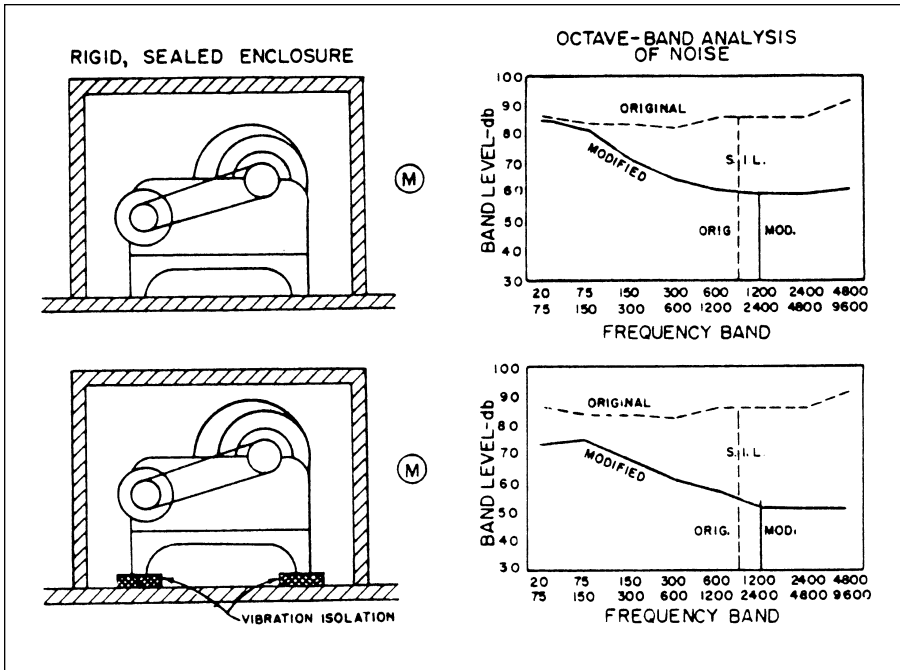 RIGID, SEALED ENCLOSURE
M
OCTAVE-BAND ANALYSIS
OF NOISE
BAND LEVEL-db
100
90
80
70
60
50
40
30
ORIGINAL
MODIFIED
S.I.L.
ORIG
MOD.
20 75 150 300 600 1200 2400 4800
75 150 300 600 1200 2400 4800 9600
FREQUENCY BAND
M
VIBRATION ISOLATION
BAND LEVEL-db
100
90
80
70
60
50
40
30
ORIGINAL
MODIFIED
S.I.L.
ORIG.
MOD.
20 75 150 300 600 1200 2400 4800
75 150 300 600 1200 2400 4800 9600
FREQUENCY BAND